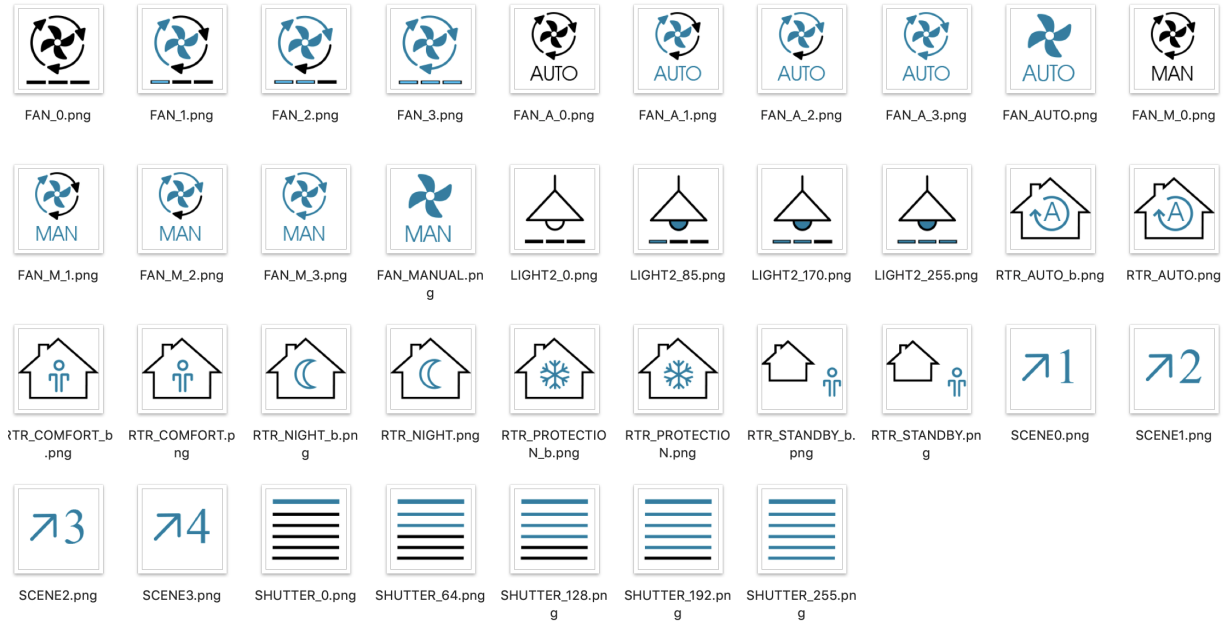 AUTO AUTO AUTO AUTO AUTO MAN
FAN_0.png FAN_1.png FAN_2.png FAN_3.png FAN_A_0.png FAN_A_1.png FAN_A_2.png FAN_A_3.png FAN_AUTO.png FAN_M_0.png
MAN MAN MAN MAN A A
FAN_M_1.png FAN_M_2.png FAN_M_3.png FAN_MANUAL.pn LIGHT2_0.png LIGHT2_85.png LIGHT2_170.png LIGHT2_255.png RTR_AUTO_b.png RTR_AUTO.png
g
1 2
RTR_COMFORT_b RTR_COMFORT.p RTR_NIGHT_b.pn RTR_NIGHT.png RTR_PROTECTIO RTR_PROTECTIO RTR_STANDBY_b. RTR_STANDBY.pn SCENE0.png SCENE1.png
.png ng g N_b.png N.png png g
3 4
SCENE2.png SCENE3.png SHUTTER_0.png SHUTTER_64.png SHUTTER_128.pn SHUTTER_192.pn SHUTTER_255.pn
g g g